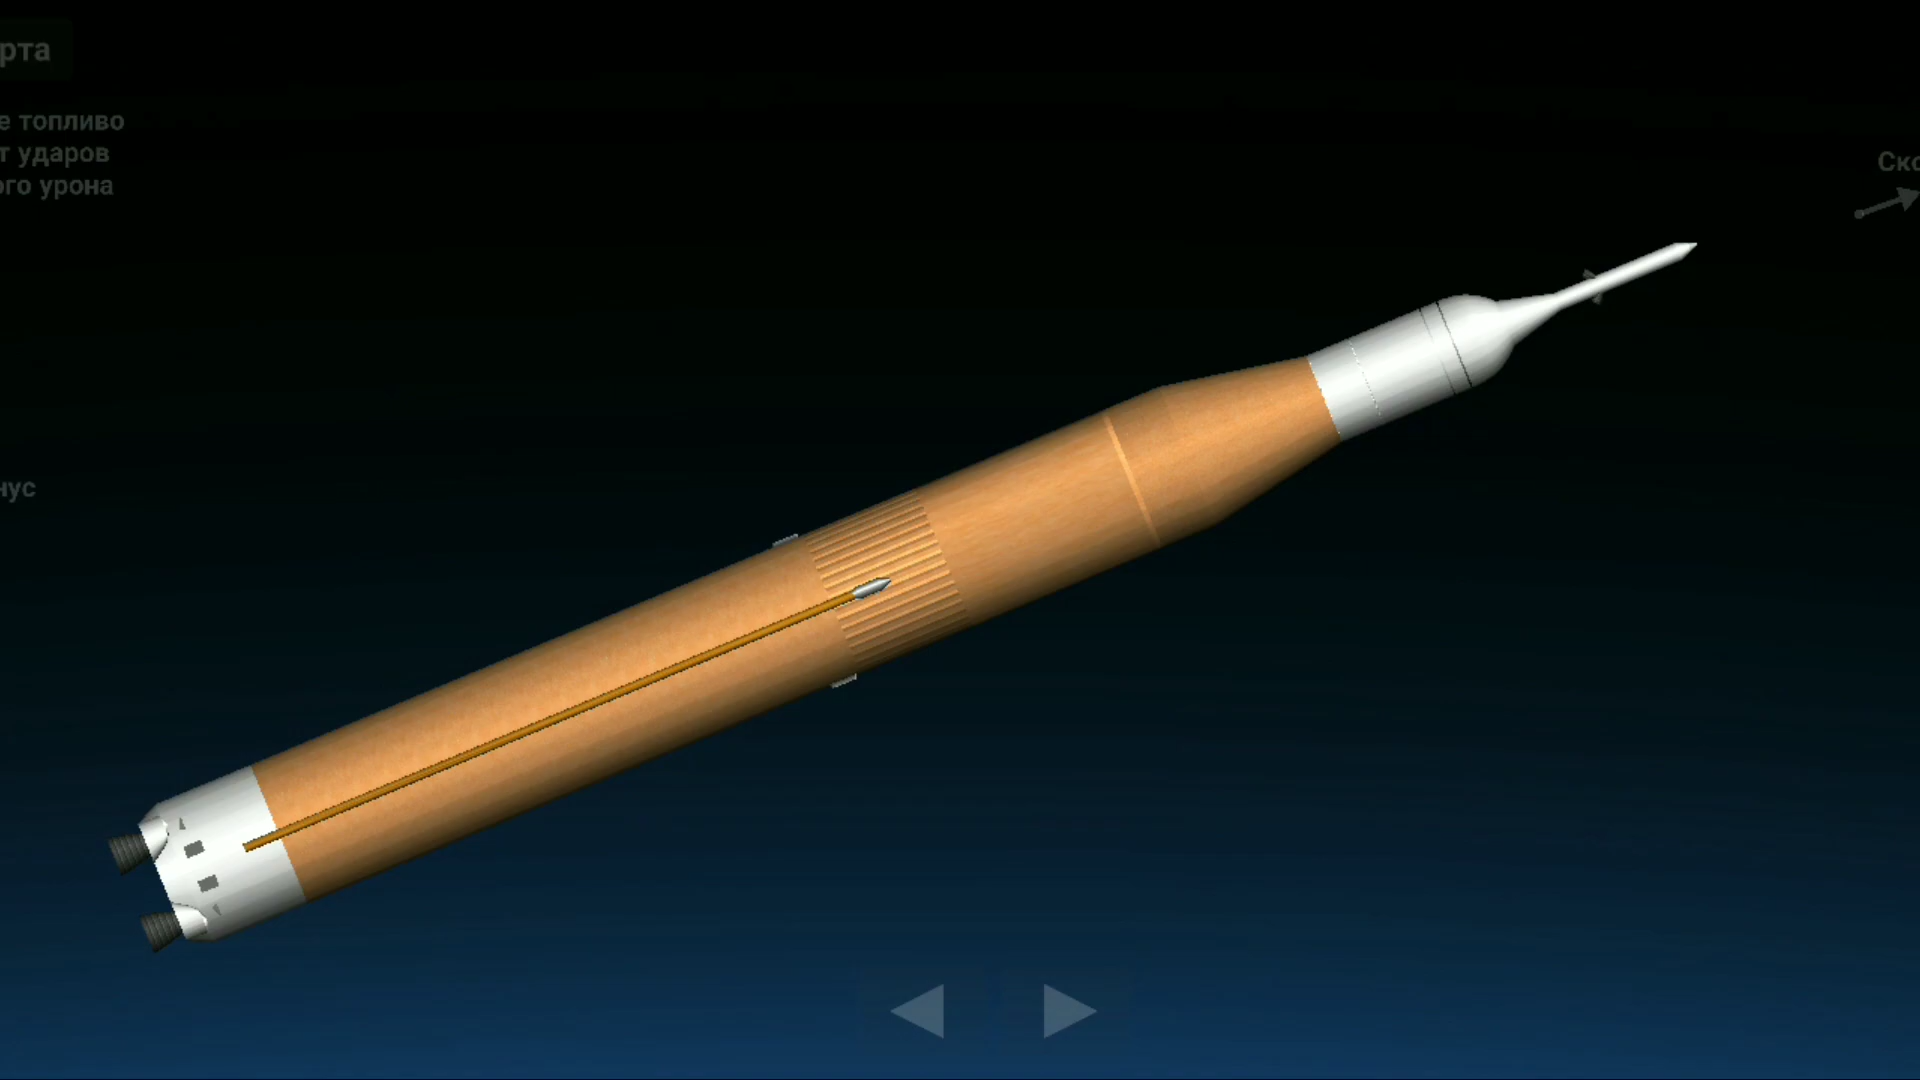 рта
е топливо
т ударов
ого урона
Ско
нус